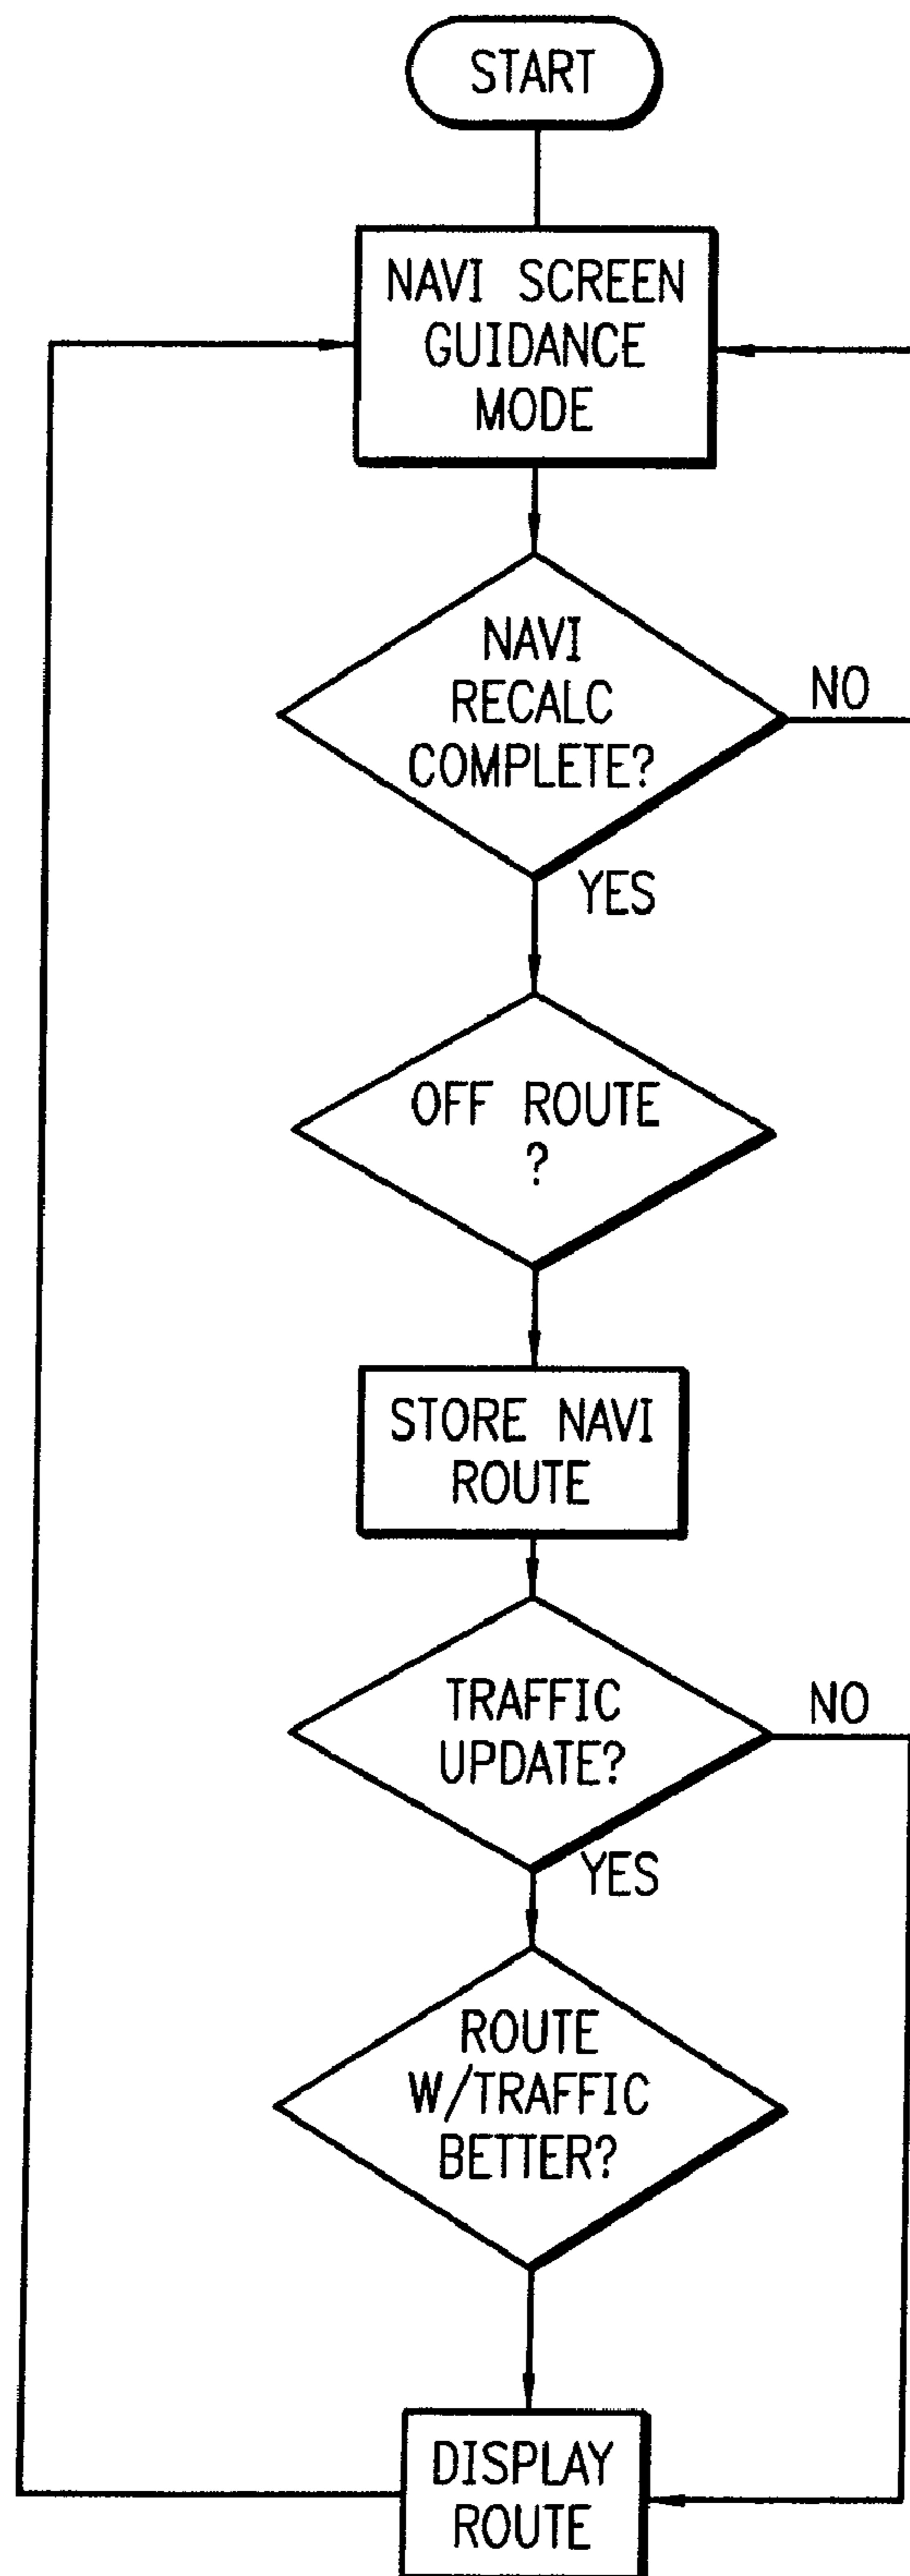 START
NAVI SCREEN
GUIDANCE
MODE
NAVI
RECALC
COMPLETE?
NO
YES
OFF ROUTE
?
STORE NAVI
ROUTE
TRAFFIC
UPDATE?
NO
YES
ROUTE
W/TRAFFIC
BETTER?
DISPLAY
ROUTE